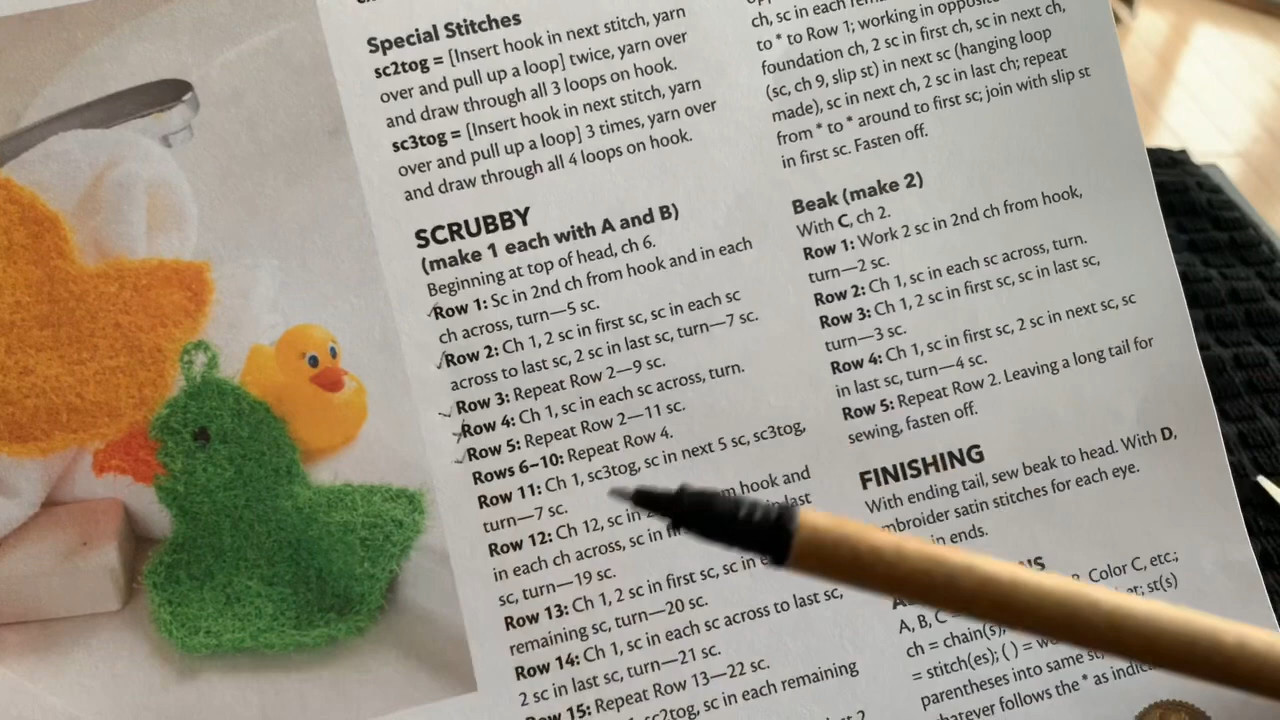 Special Stitches
sc2tog = [Insert hook in next stitch, yarn
over and pull up a loop] twice, yarn over
and draw through all 3 loops on hook.
sc3tog = [Insert hook in next stitch, yarn
over and pull up a loop] 3 times, yarn over
and draw through all 4 loops on hook.
SCRUBBY
(make 1 each with A and B)
Beginning at top of head, ch 6.
Row 1: Sc in 2nd ch from hook and in each
ch across, turn—5 sc.
Row 2: Ch 1, 2 sc in first sc, sc in each sc
across to last sc, 2 sc in last sc, turn—7 sc.
Row 3: Repeat Row 2—9 sc.
Row 4: Ch 1, sc in each sc across, turn.
Row 5: Repeat Row 2—11 sc.
Rows 6–10: Repeat Row 4.
Row 11: Ch 1, sc3tog, sc in next 5 sc, sc3tog,
turn—7 sc.
Row 12: Ch 12, sc in hook and
in each ch across, sc in last
sc, turn—19 sc.
Row 13: Ch 1, 2 sc in first sc, sc in
remaining sc, turn—20 sc.
Row 14: Ch 1, sc in each sc across to last sc,
2 sc in last sc, turn—21 sc.
Row 15: Repeat Row 13—22 sc.
sc2tog, sc in each remaining
ch, sc in each
to * to Row 1; working in
foundation ch, 2 sc in first ch, sc in next ch,
(sc, ch 9, slip st) in next sc (hanging loop
made), sc in next ch, 2 sc in last ch; repeat
from * to * around to first sc; join with slip st
in first sc. Fasten off.
Beak (make 2)
With C, ch 2.
Row 1: Work 2 sc in 2nd ch from hook,
turn—2 sc.
Row 2: Ch 1, sc in each sc across, turn.
Row 3: Ch 1, 2 sc in first sc, sc in last sc,
turn—3 sc.
Row 4: Ch 1, sc in first sc, 2 sc in next sc, sc
in last sc, turn—4 sc.
Row 5: Repeat Row 2. Leaving a long tail for
sewing, fasten off.
FINISHING
With ending tail, sew beak to head. With D,
satin stitches for each eye.
in ends.
A, B, C Color C, etc.;
ch = chain(s); st(s)
= stitch(es); ( ) =
parentheses into same
follows the * as